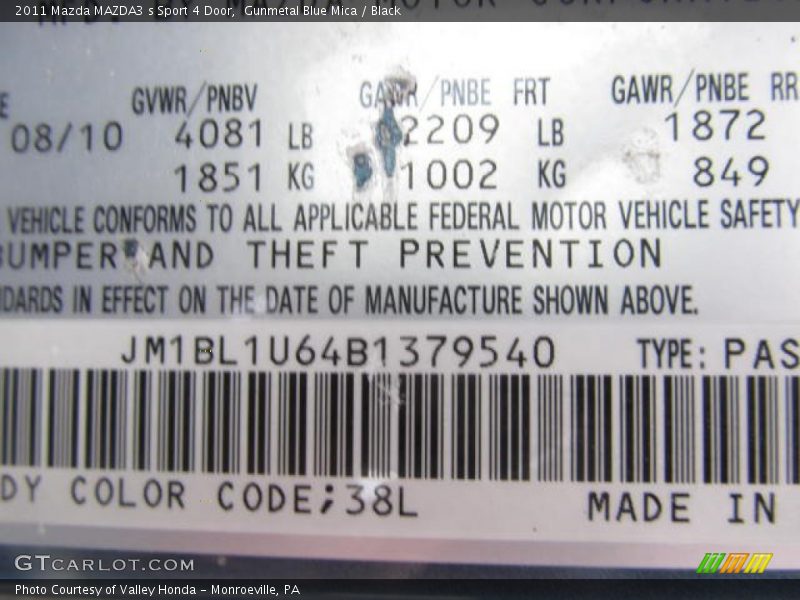 2011 Mazda MAZDA3 s Sport 4 Door, Gunmetal Blue Mica / Black
GVWR/PNBV GAWR/PNBE FRT GAWR/PNBE RR
08/10 4081 LB 2209 LB 1872
1851 KG 1002 KG 849
VEHICLE CONFORMS TO ALL APPLICABLE FEDERAL MOTOR VEHICLE SAFETY
BUMPER AND THEFT PREVENTION
NDARDS IN EFFECT ON THE DATE OF MANUFACTURE SHOWN ABOVE.
JM1BL1U64B1379540 TYPE: PAS
DY COLOR CODE;38L MADE IN
GTCARLOT.COM
Photo Courtesy of Valley Honda - Monroeville, PA